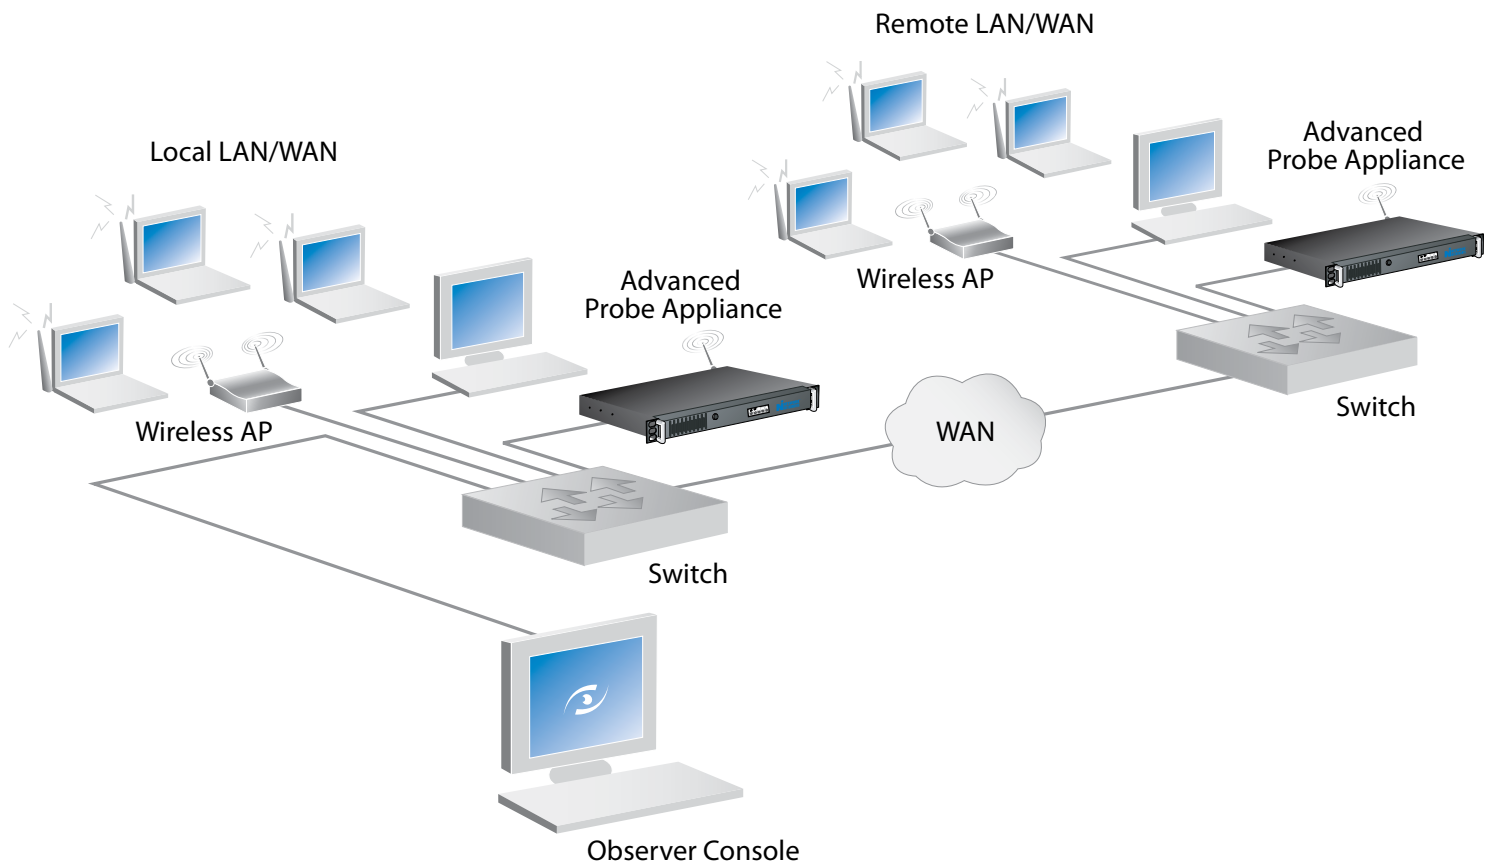 Remote LAN/WAN
Advanced
Probe Appliance
Local LAN/WAN
Advanced
Probe Appliance
Wireless AP
Switch
Wireless AP
WAN
Switch
Observer Console